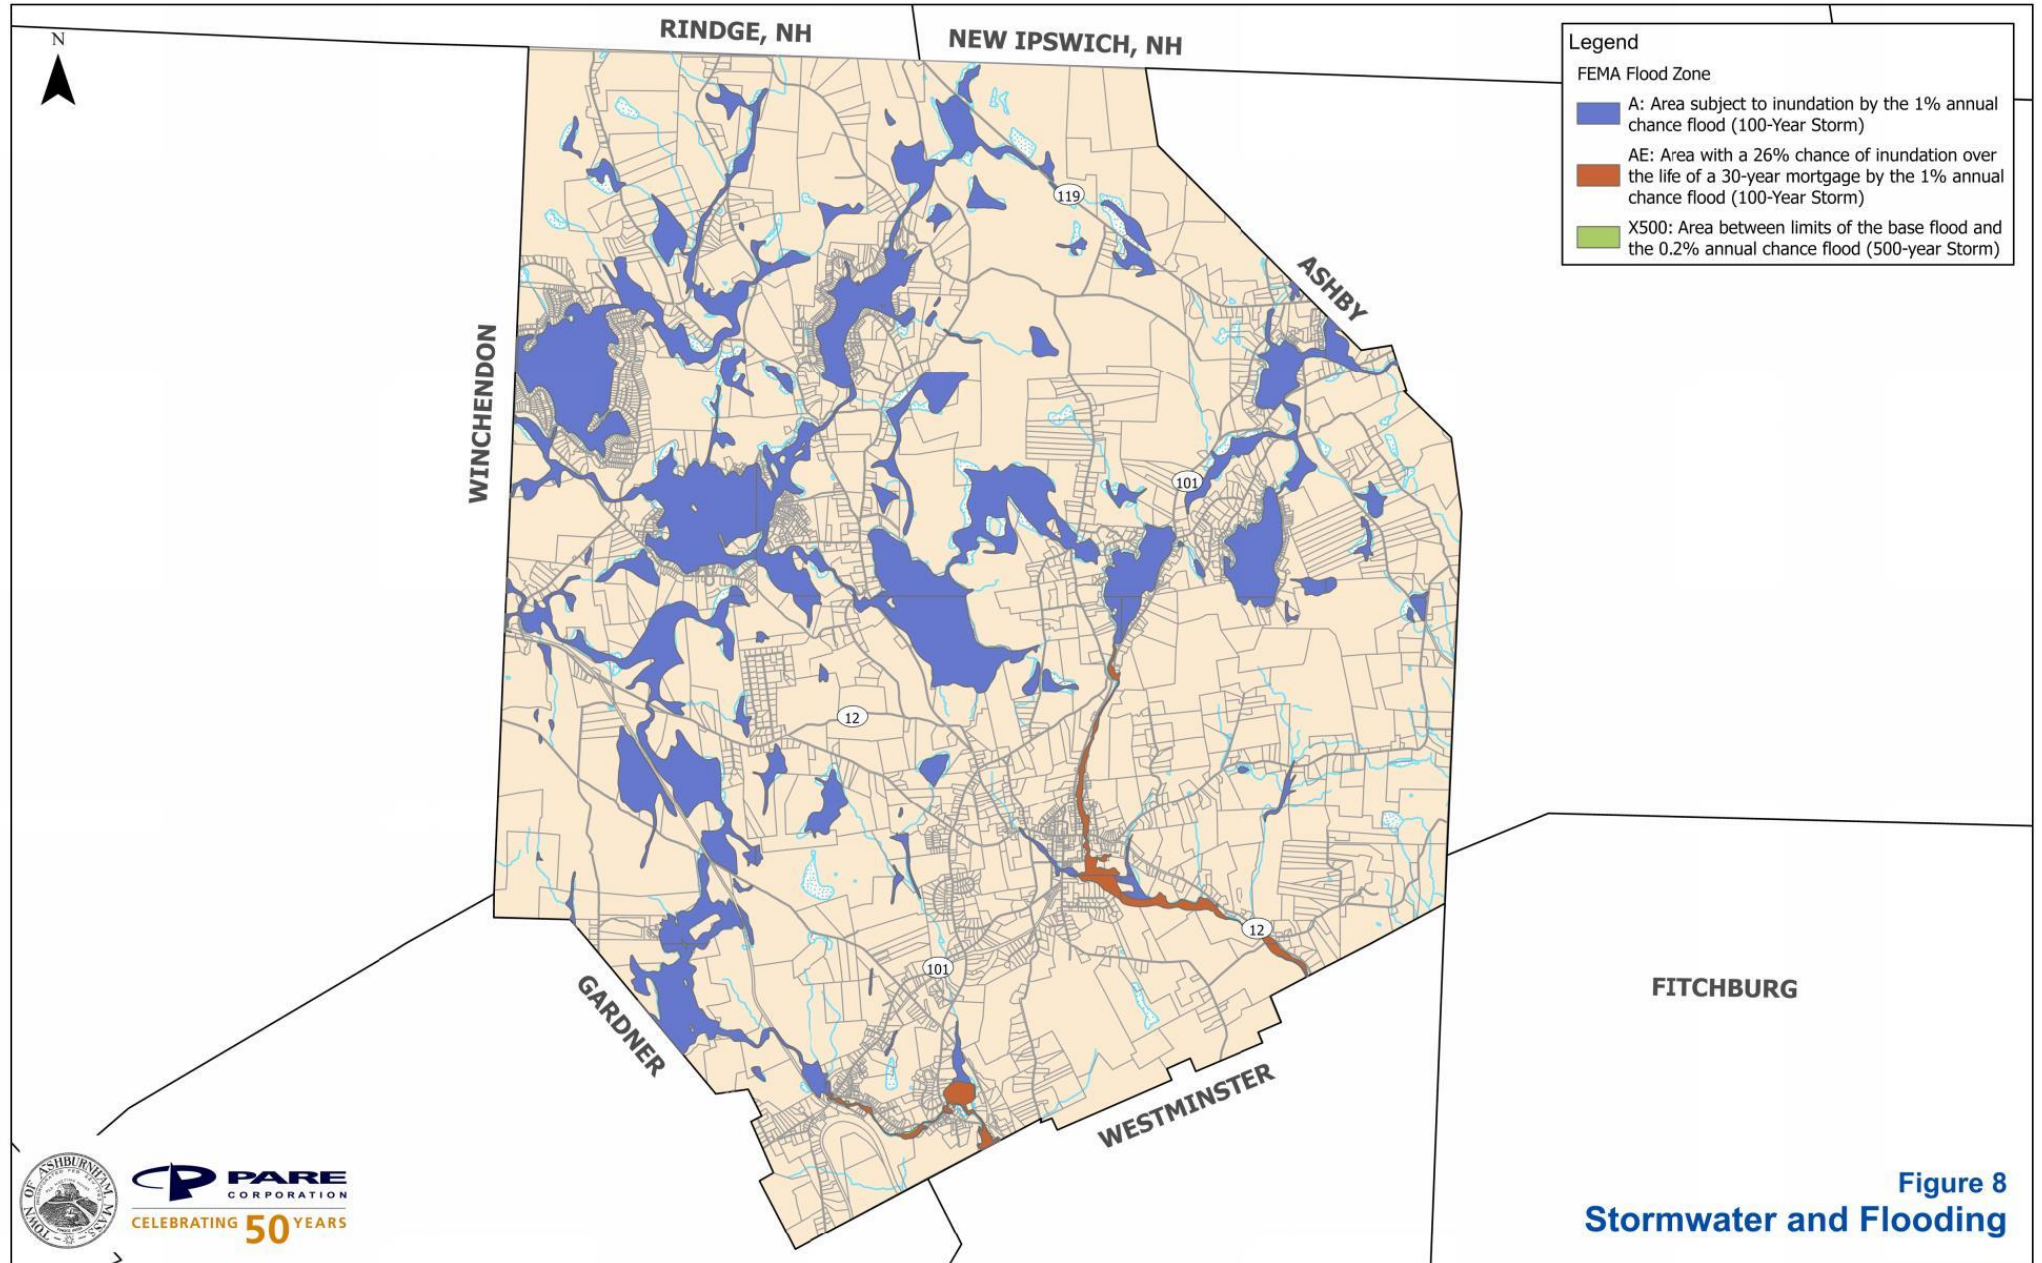 RINDGE, NH
NEW IPSWICH, NH
N
Legend
FEMA Flood Zone
A: Area subject to inundation by the 1% annual
chance flood (100-Year Storm)
AE: Area with a 26% chance of inundation over
the life of a 30-year mortgage by the 1% annual
chance flood (100-Year Storm)
X500: Area between limits of the base flood and
the 0.2% annual chance flood (500-year Storm)
119
ASHBY
WINCHENDON
101
12
12
101
GARDNER
FITCHBURG
WESTMINSTER
TOWN OF ASHBURNHAM MASS.
PARE
CORPORATION
CELEBRATING 50 YEARS
Figure 8
Stormwater and Flooding